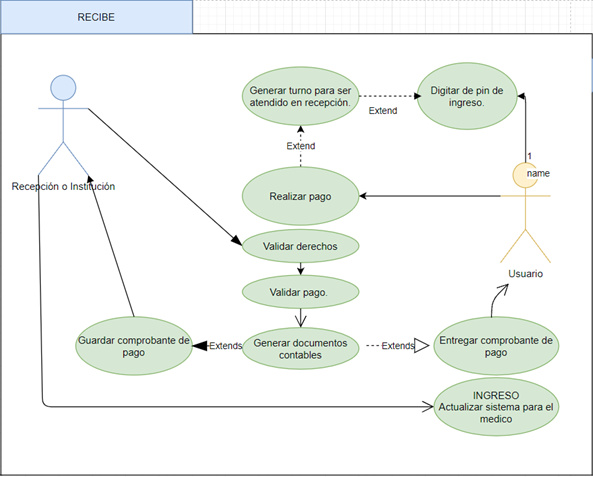 RECIBE
Generar turno para ser
atendido en recepción.
Digitar de pin de
ingreso.
Extend
Extend
1
name
Recepción o Institución
Realizar pago
Validar derechos
Usuario
Validar pago.
Guardar comprobante de
pago
Extends
Generar documentos
contables
Extends
Entregar comprobante de
pago
INGRESO
Actualizar sistema para el
medico